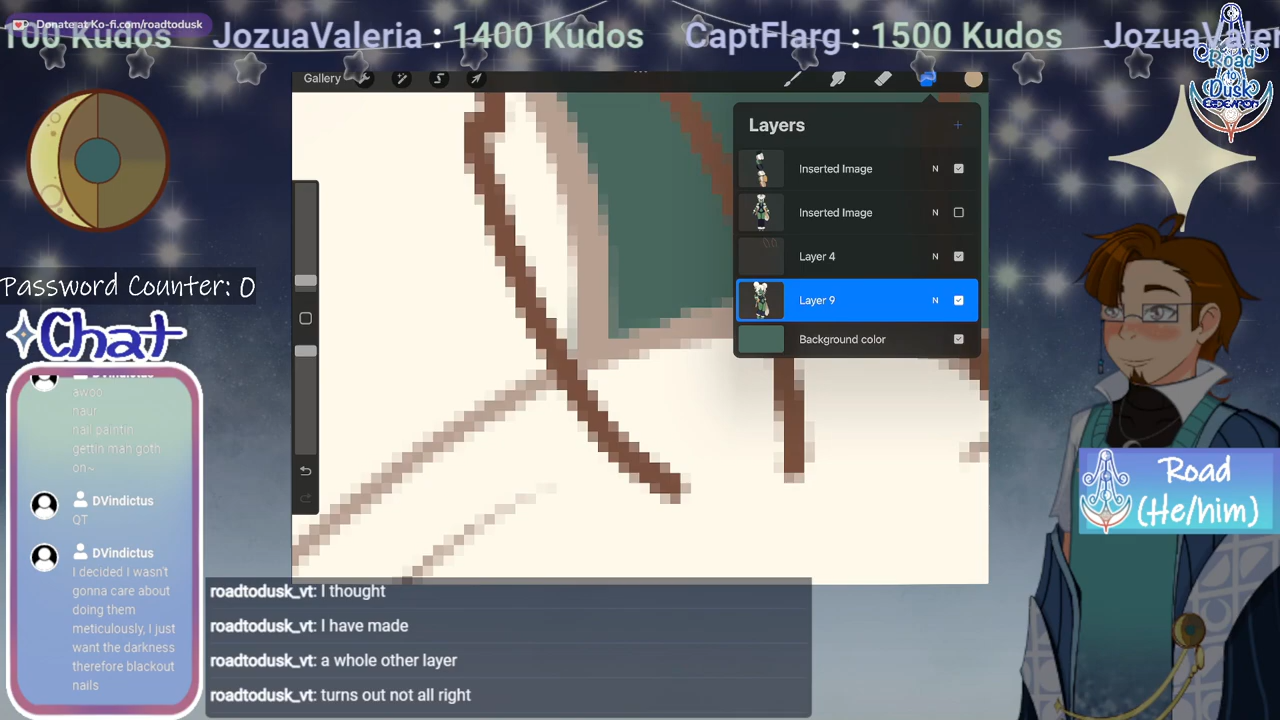 Donate at Ko-fi.com/roadtodusk
100 Kudos JozuaValeria : 1400 Kudos CaptFlarg : 1500 Kudos JozuaValer
Road
to
Dusk
Gallery
Layers
Inserted Image N
Inserted Image N
Layer 4 N
Layer 9 N
Background color
Password Counter: 0
Chat
awoo
naur
nail paintin
gettin man goth
on~
DVindictus
QT
DVindictus
I decided I wasn't
gonna care about
doing them
meticulously, I just
want the darkness
therefore blackout
nails
roadtodusk_vt: I thought
roadtodusk_vt: I have made
roadtodusk_vt: a whole other layer
roadtodusk_vt: turns out not all right
Road
(He/him)